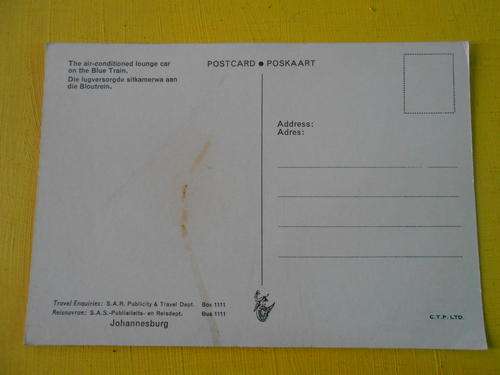 The air-conditioned lounge car
on the Blue Train.
Die lugversorgde sitkamerwa aan
die Bloutrein.
POSTCARD ● POSKAART
Address:
Adres:
Travel Enquiries: S.A.R. Publicity & Travel Dept. Box 1111
Reisnavrae: S.A.S.-Publisiteits- en Reisdept. Bus 1111
Johannesburg
C.T.P. LTD.